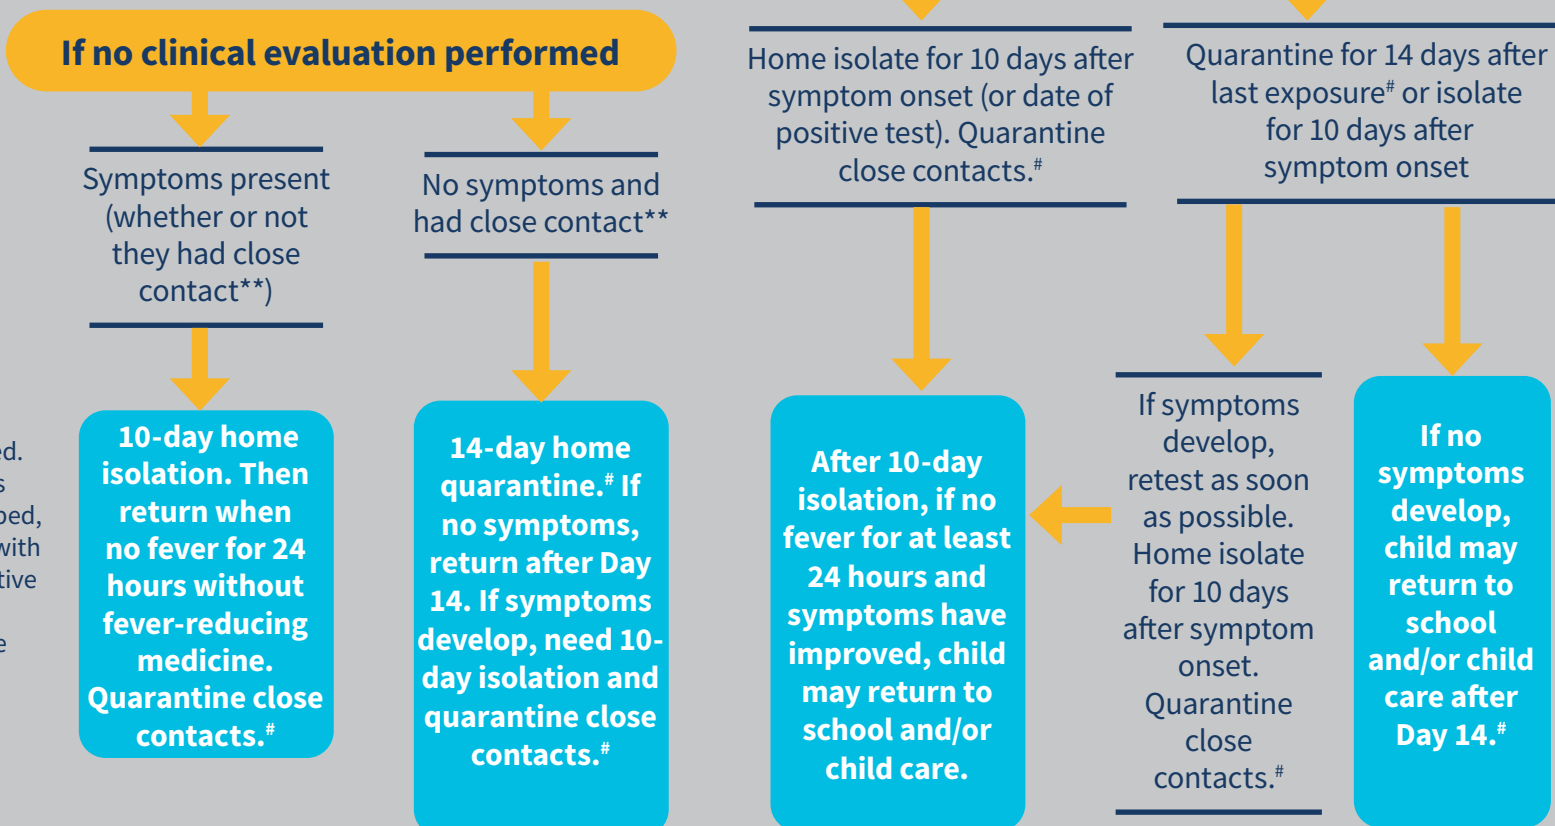 If no clinical evaluation performed
Symptoms present
(whether or not
they had close
contact**)
10-day home
isolation. Then
return when
no fever for 24
hours without
fever-reducing
medicine.
Quarantine close
contacts.#
No symptoms and
had close contact**
14-day home
quarantine.# If
no symptoms,
return after Day
14. If symptoms
develop, need 10-
day isolation and
quarantine close
contacts.#
Home isolate for 10 days after
symptom onset (or date of
positive test). Quarantine
close contacts.#
After 10-day
isolation, if no
fever for at least
24 hours and
symptoms have
improved, child
may return to
school and/or
child care.
Quarantine for 14 days after
last exposure# or isolate
for 10 days after
symptom onset
If symptoms
develop,
retest as soon
as possible.
Home isolate
for 10 days
after symptom
onset.
Quarantine
close
contacts.#
If no
symptoms
develop,
child may
return to
school
and/or child
care after
Day 14.#
with